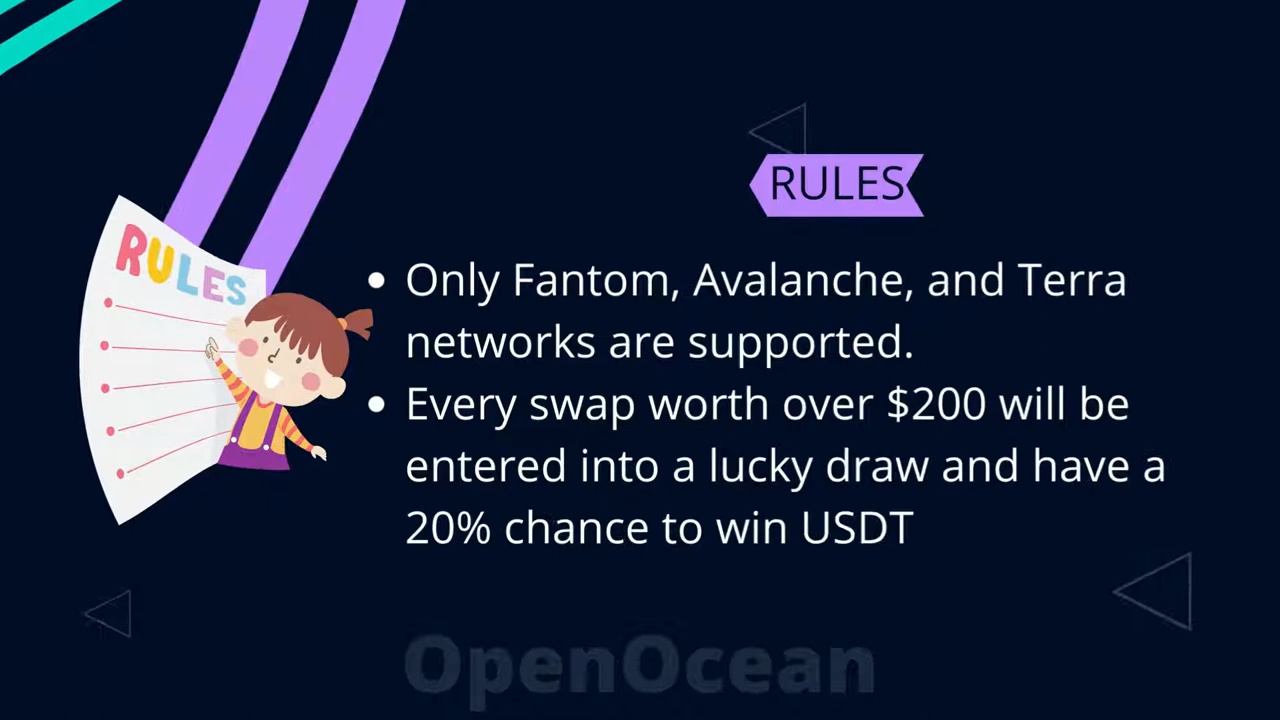 RULES
RULES
• Only Fantom, Avalanche, and Terra
networks are supported.
• Every swap worth over $200 will be
entered into a lucky draw and have a
20% chance to win USDT
OpenOcean